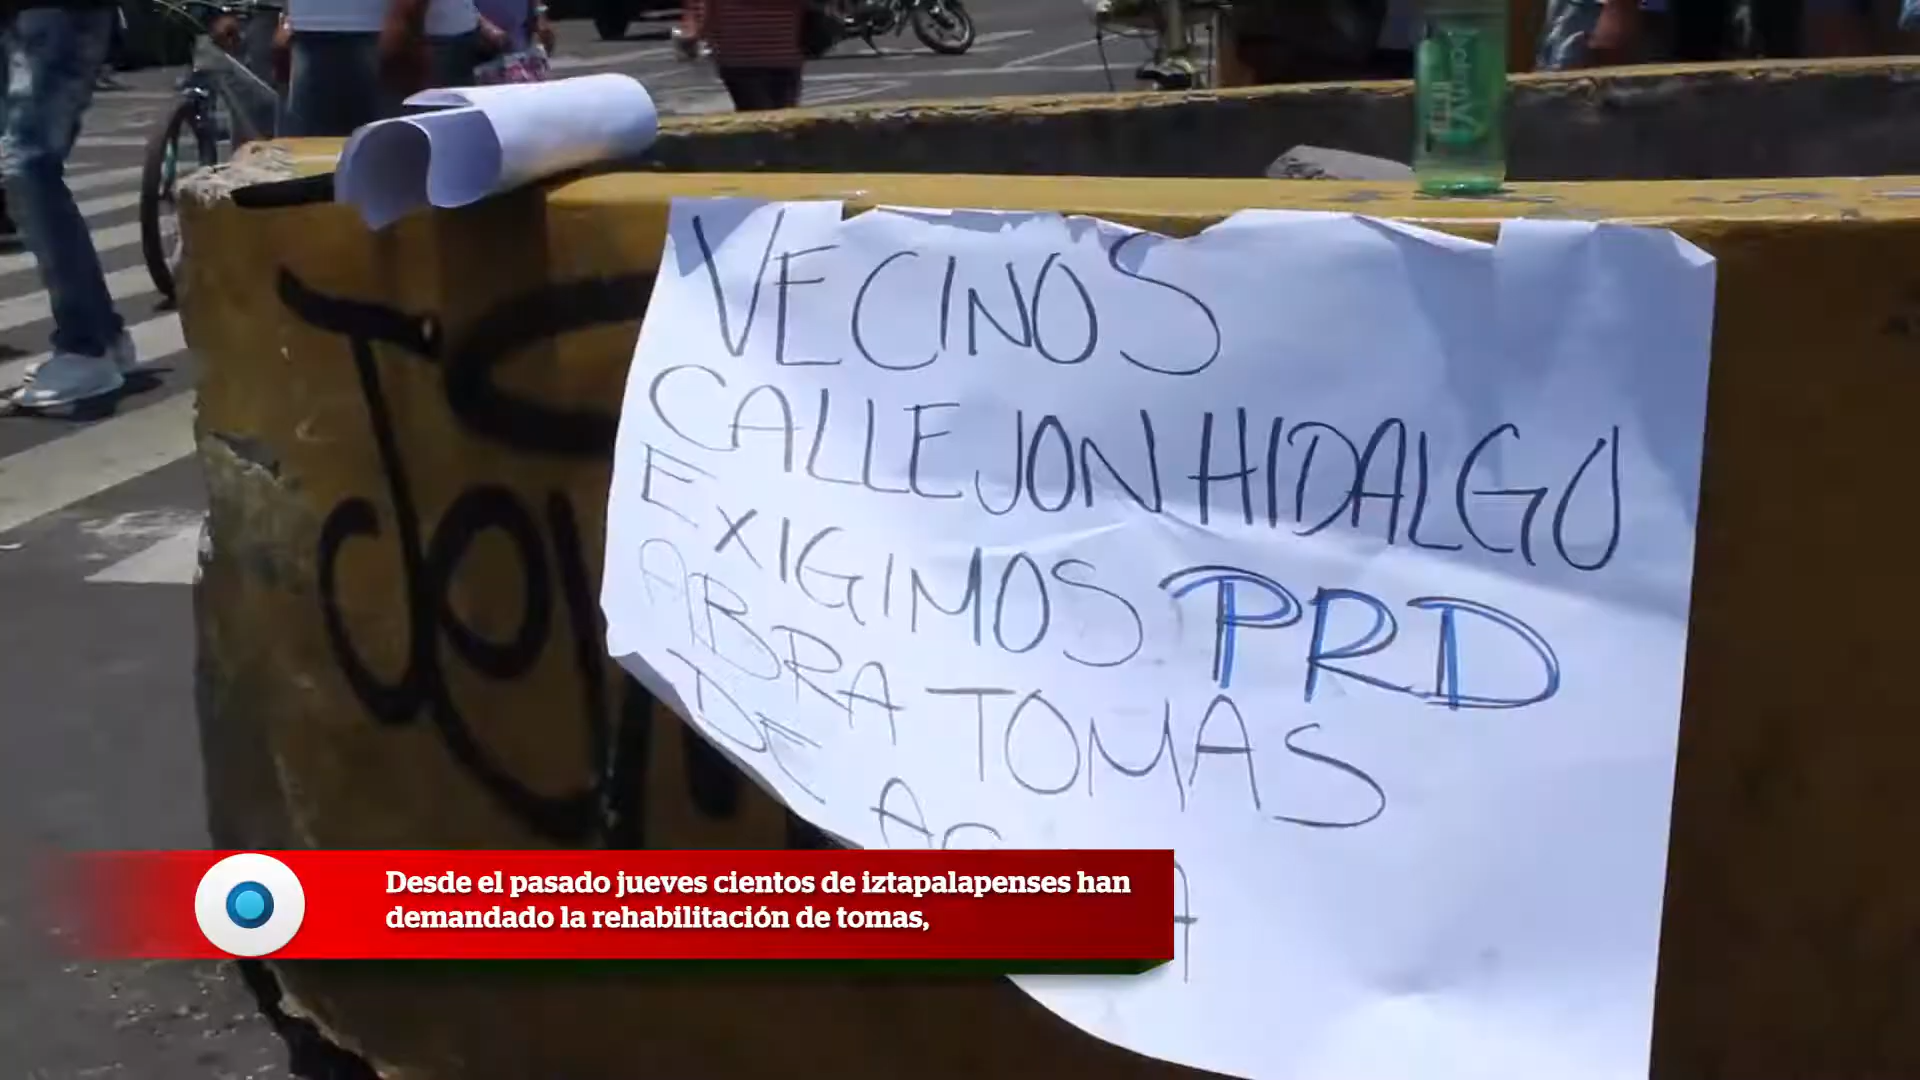 VECINOS
CALLEJON HIDALGO
EXIGIMOS PRD
ABRA TOMAS
DE
Desde el pasado jueves cientos de iztapalapenses han
demandado la rehabilitación de tomas,